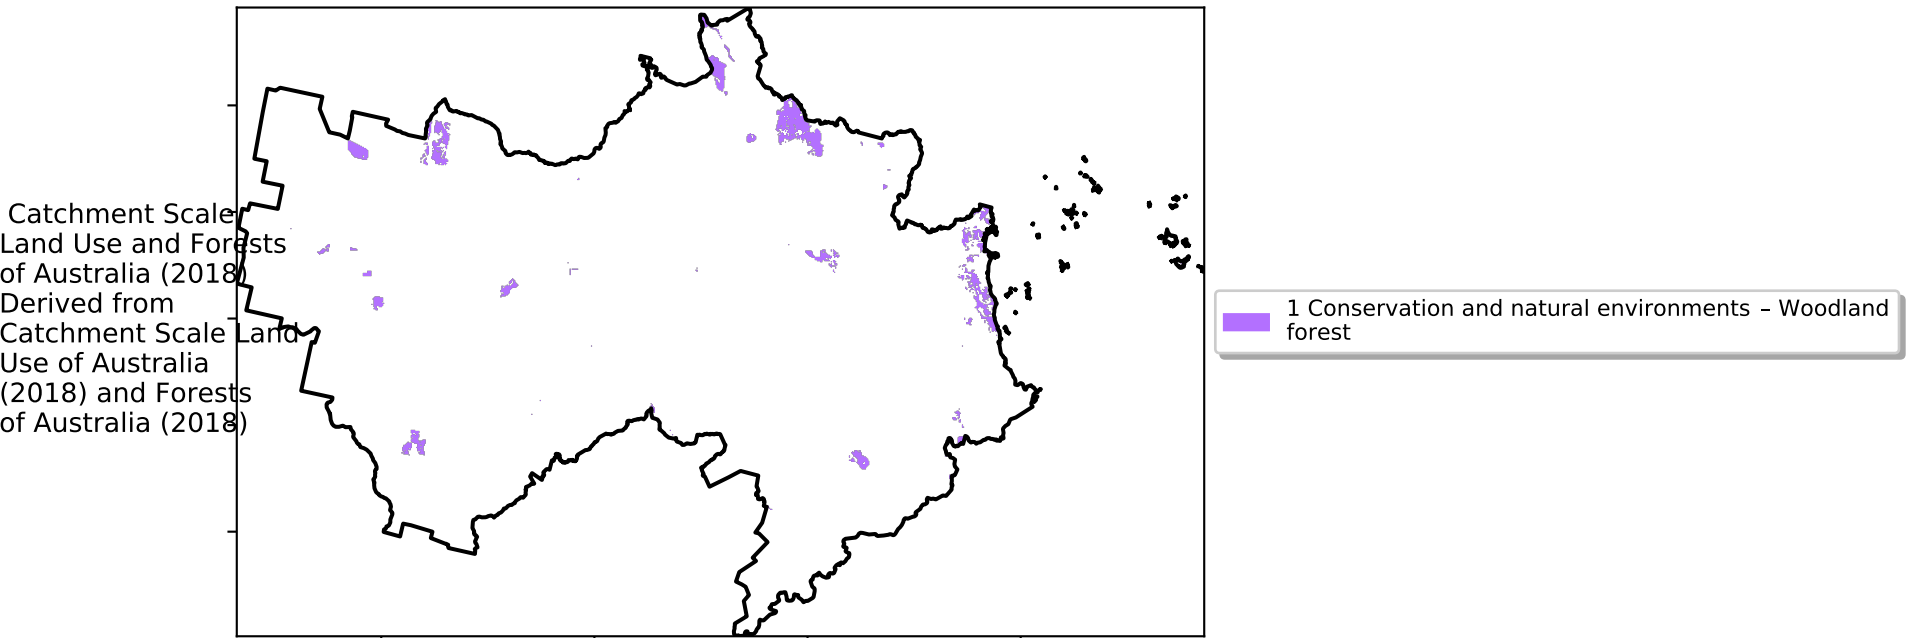 Catchment Scale
Land Use and Forests
of Australia (2018)
Derived from
Catchment Scale Land
Use of Australia
(2018) and Forests
of Australia (2018)
1 Conservation and natural environments – Woodland
forest